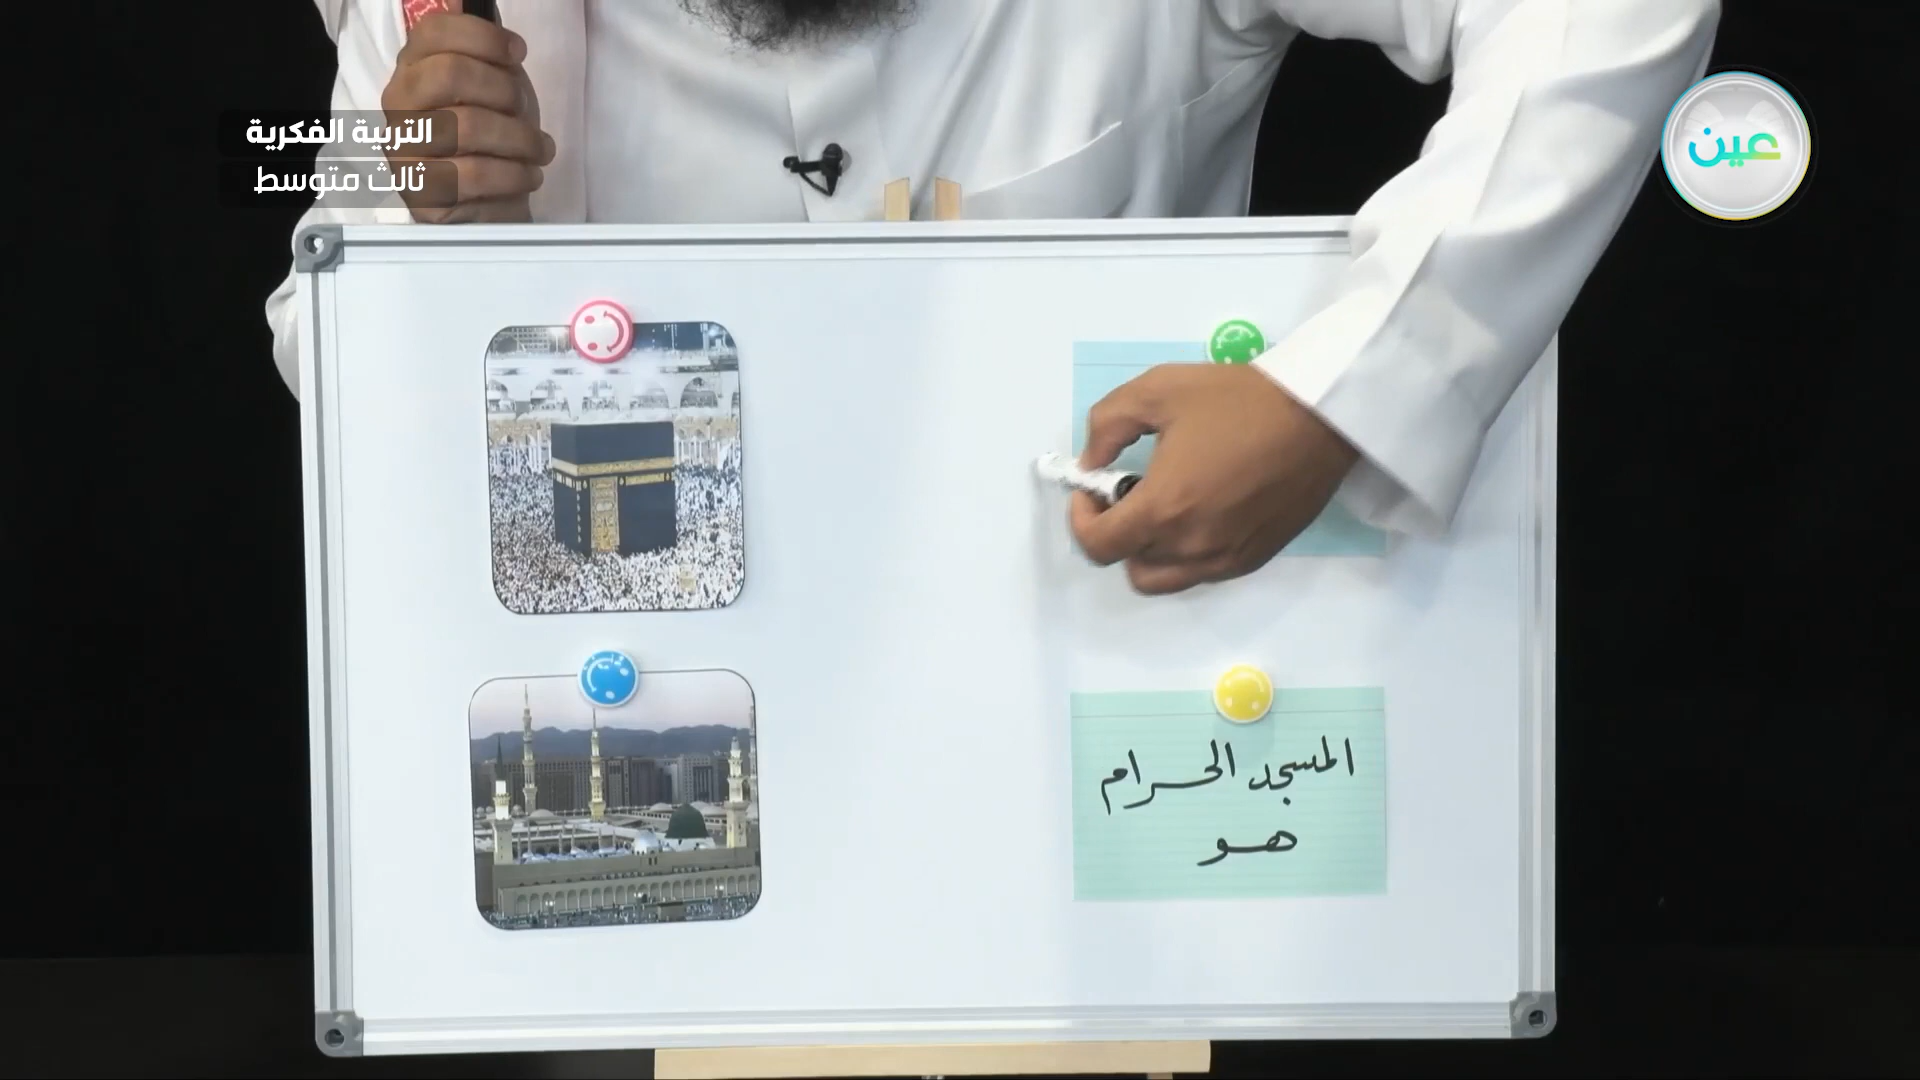 التربية الفكرية
ثالث متوسط
عين
المسجد الحرام
هو